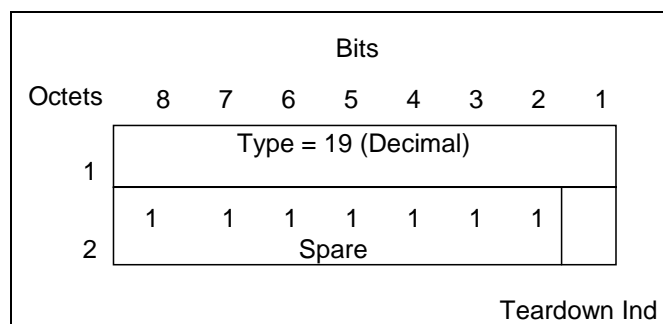 Bits
Octets 8 7 6 5 4 3 2 1
Type = 19 (Decimal)
1
1 1 1 1 1 1 1
2 Spare
Teardown Ind